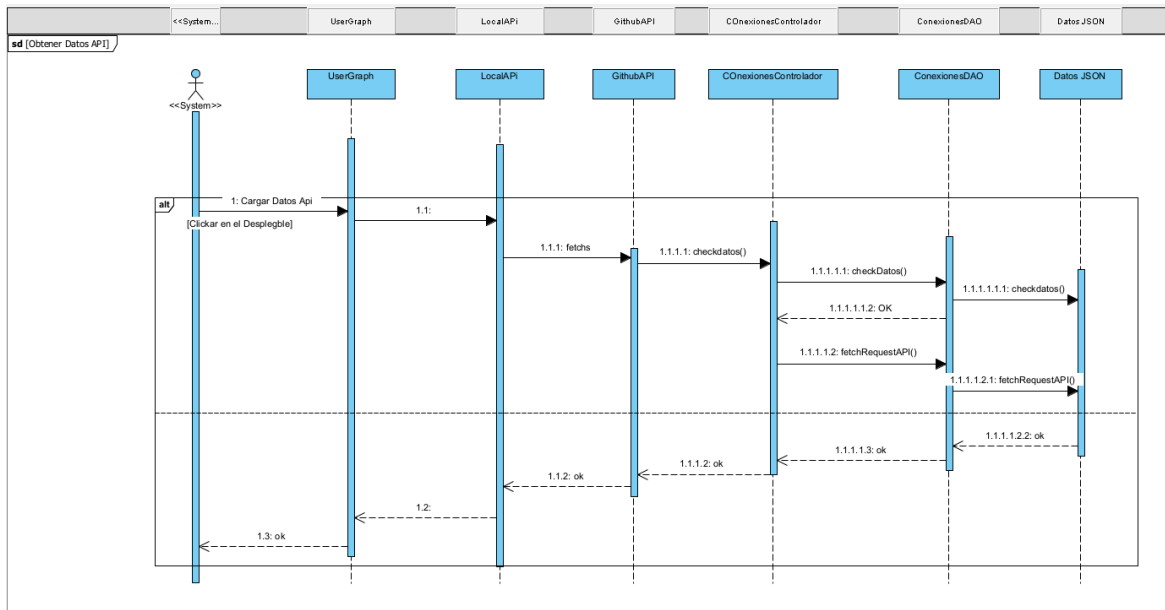 <<System...
UserGraph
LocalAPi
GithubAPI
COnexionesControlador
ConexionesDAO
Datos JSON
sd [Obtener Datos API]
<<System>>
UserGraph
LocalAPi
GithubAPI
COnexionesControlador
ConexionesDAO
Datos JSON
alt
1: Cargar Datos Api
[Clickar en el Desplegble]
1.1:
1.1.1: fetchs
1.1.1.1: checkdatos()
1.1.1.1.1: checkDatos()
1.1.1.1.1.1: checkdatos()
1.1.1.1.1.2: OK
1.1.1.1.2: fetchRequestAPI()
1.1.1.1.2.1: fetchRequestAPI()
1.1.1.1.2.2: ok
1.1.1.1.3: ok
1.1.1.2: ok
1.1.2: ok
1.2:
1.3: ok